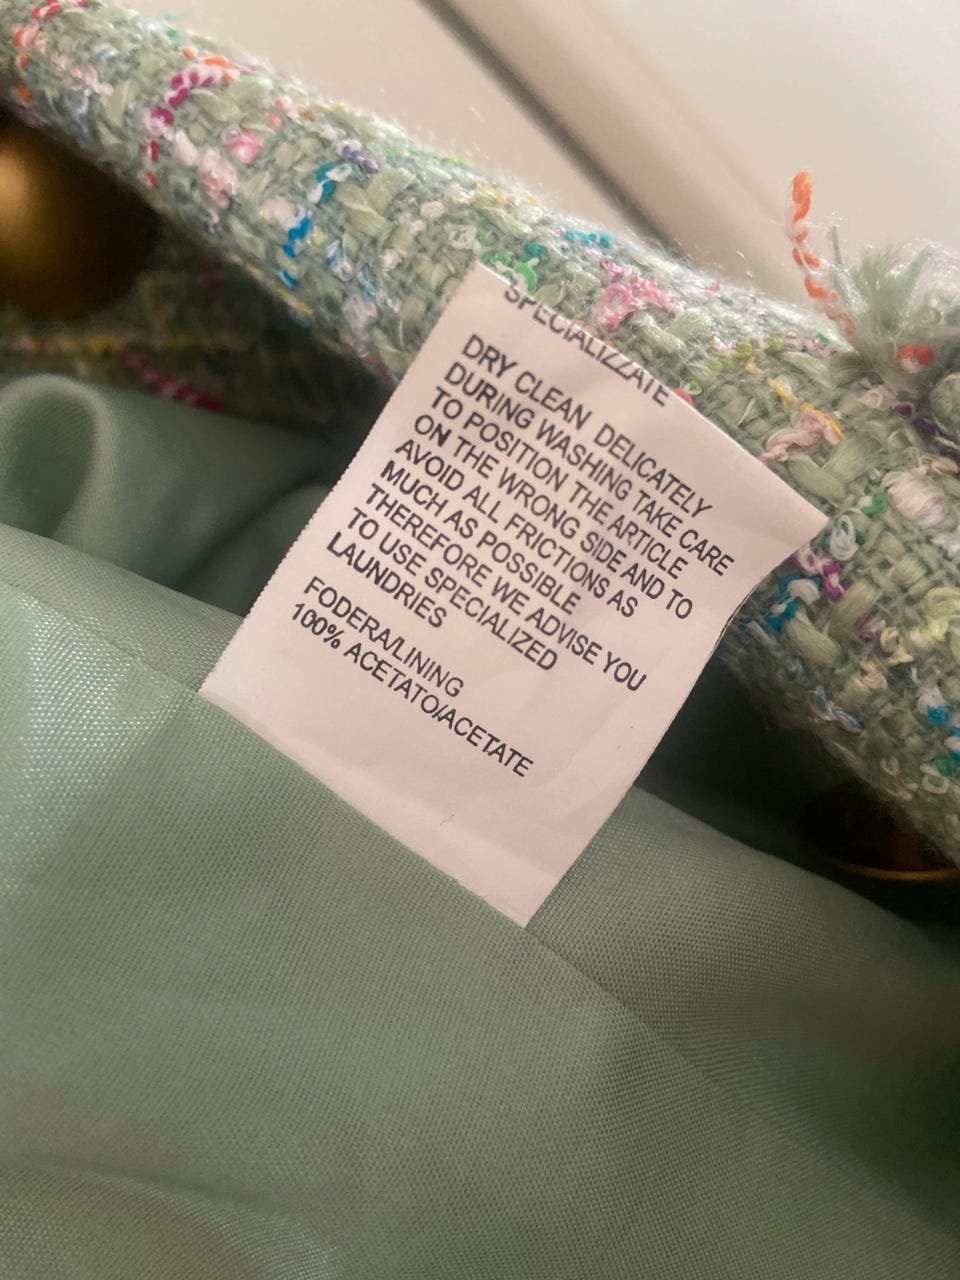 SPECIALIZZATE
DRY CLEAN DELICATELY
DURING WASHING TAKE CARE
TO POSITION THE ARTICLE
ON THE WRONG SIDE AND TO
AVOID ALL FRICTIONS AS
MUCH AS POSSIBLE
THEREFORE WE ADVISE YOU
TO USE SPECIALIZED
LAUNDRIES
FODERA/LINING
100% ACETATO/ACETATE